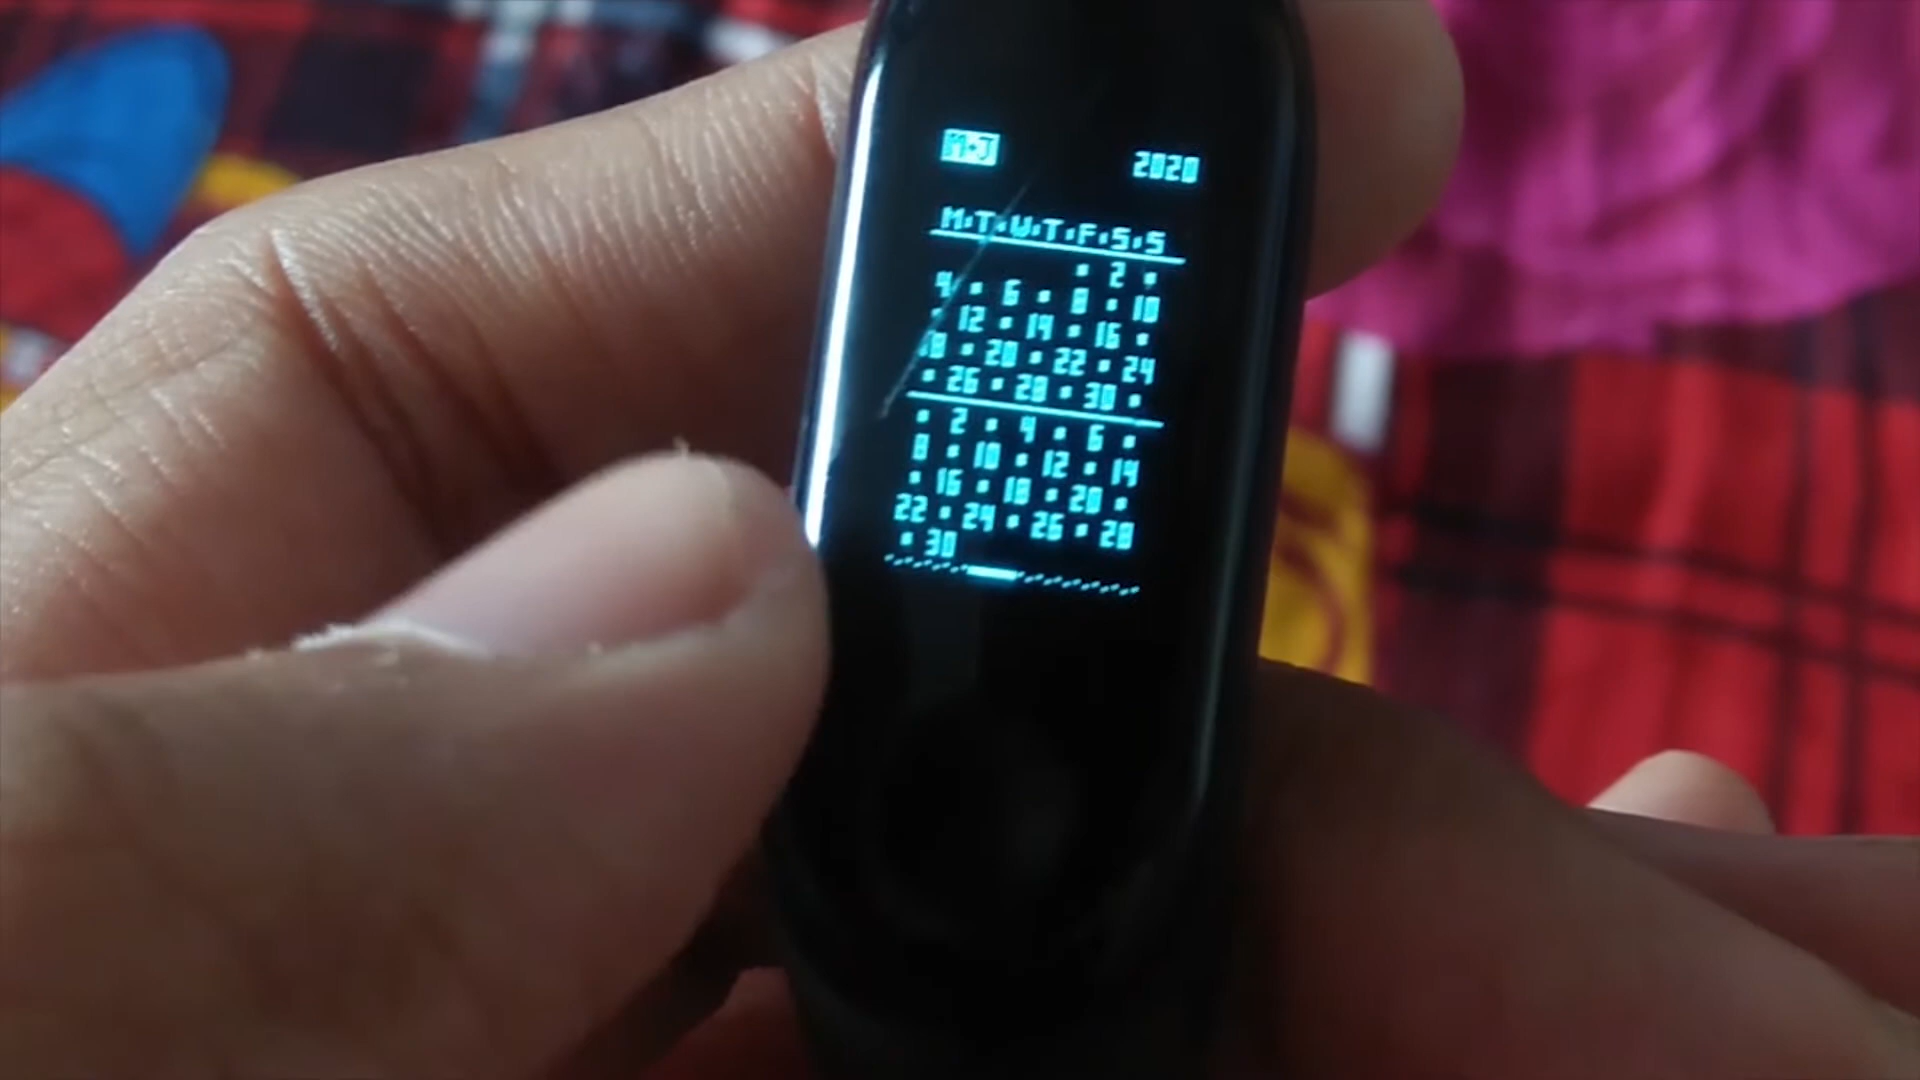 M+J 2020
M T W T F S S
2
4 6 8 10
12 14 16
18 20 22 24
26 28 30
2 4 6
8 10 12 14
16 18 20
22 24 26 28
30